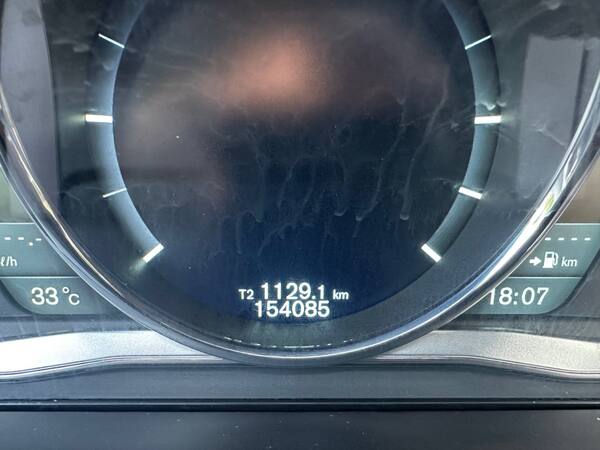 --.-
ℓ/h
33°C
T2 1129.1 km
154085
----
km
18:07